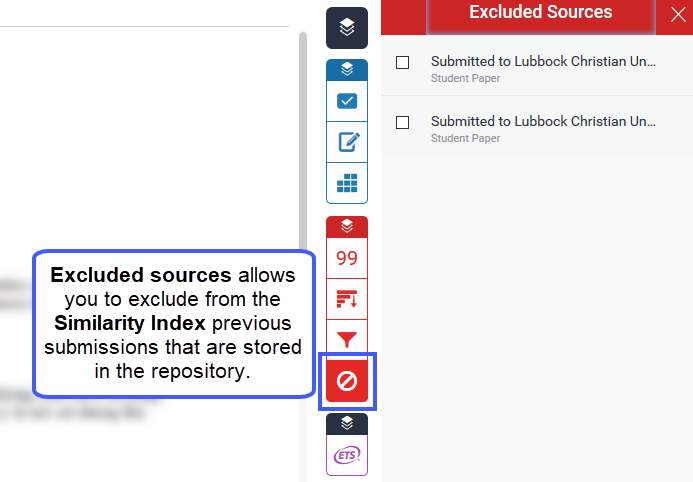 Excluded Sources
Submitted to Lubbock Christian Un...
Student Paper
Submitted to Lubbock Christian Un...
Student Paper
99
Excluded sources allows
you to exclude from the
Similarity Index previous
submissions that are stored
in the repository.
ETS